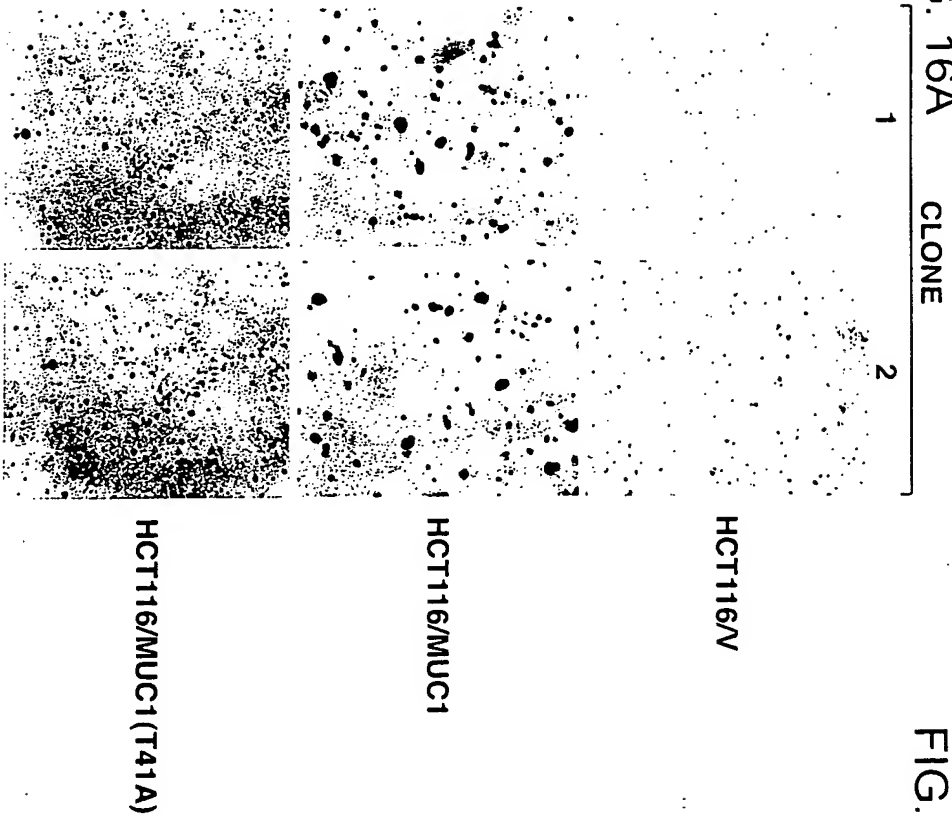 G. 16A
CLONE
1 2
HCT116/V
HCT116/MUC1
HCT116/MUC1(T41A)
FIG.